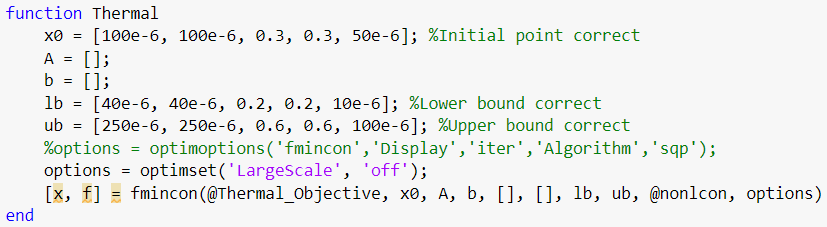 function Thermal
x0 = [100e-6, 100e-6, 0.3, 0.3, 50e-6]; %Initial point correct
A = [];
b = [];
lb = [40e-6, 40e-6, 0.2, 0.2, 10e-6]; %Lower bound correct
ub = [250e-6, 250e-6, 0.6, 0.6, 100e-6]; %Upper bound correct
%options = optimoptions('fmincon','Display','iter','Algorithm','sqp');
options = optimset('LargeScale', 'off');
[x, f] = fmincon(@Thermal_Objective, x0, A, b, [], [], lb, ub, @nonlcon, options)
end